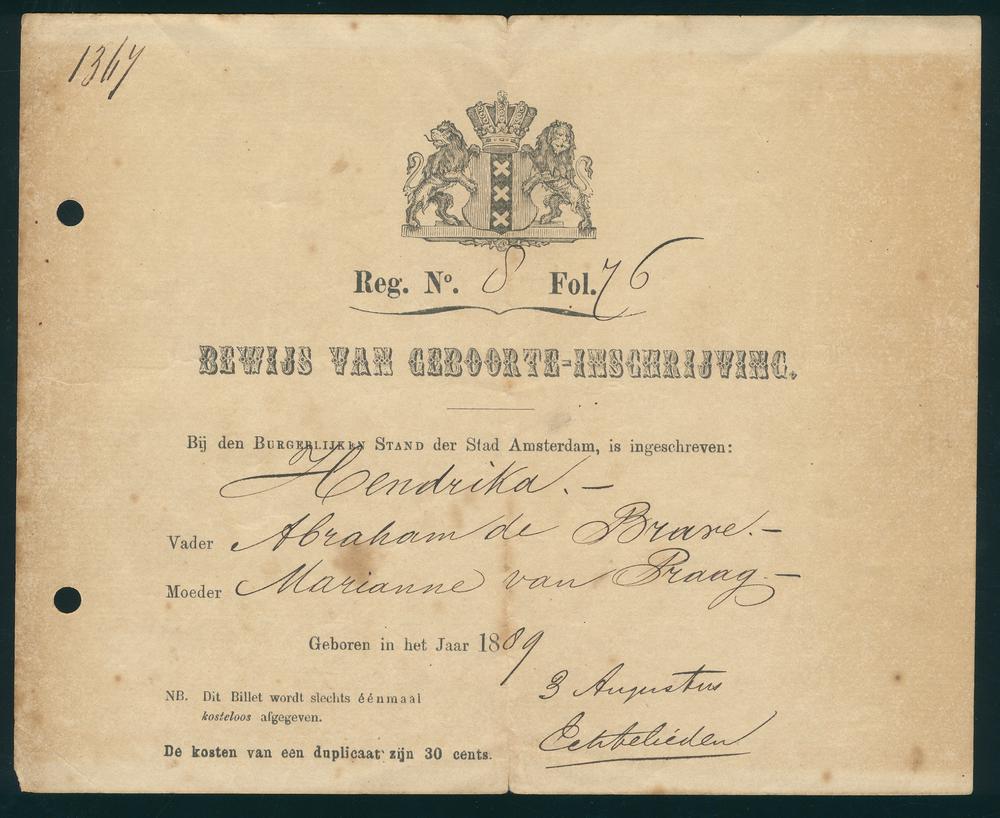 1367
Reg. No. 8 Fol. 76
BEWIJS VAN GEBOORTE-INSCHRIJVING.
Bij den BURGERLIJKEN STAND der Stad Amsterdam, is ingeschreven:
Hendrika. —
Vader Abraham de Brave. —
Moeder Marianne van Praag. —
Geboren in het Jaar 1889
3 Augustus
NB. Dit Billet wordt slechts éénmaal
kosteloos afgegeven.
Echtelieden
De kosten van een duplicaat zijn 30 cents.